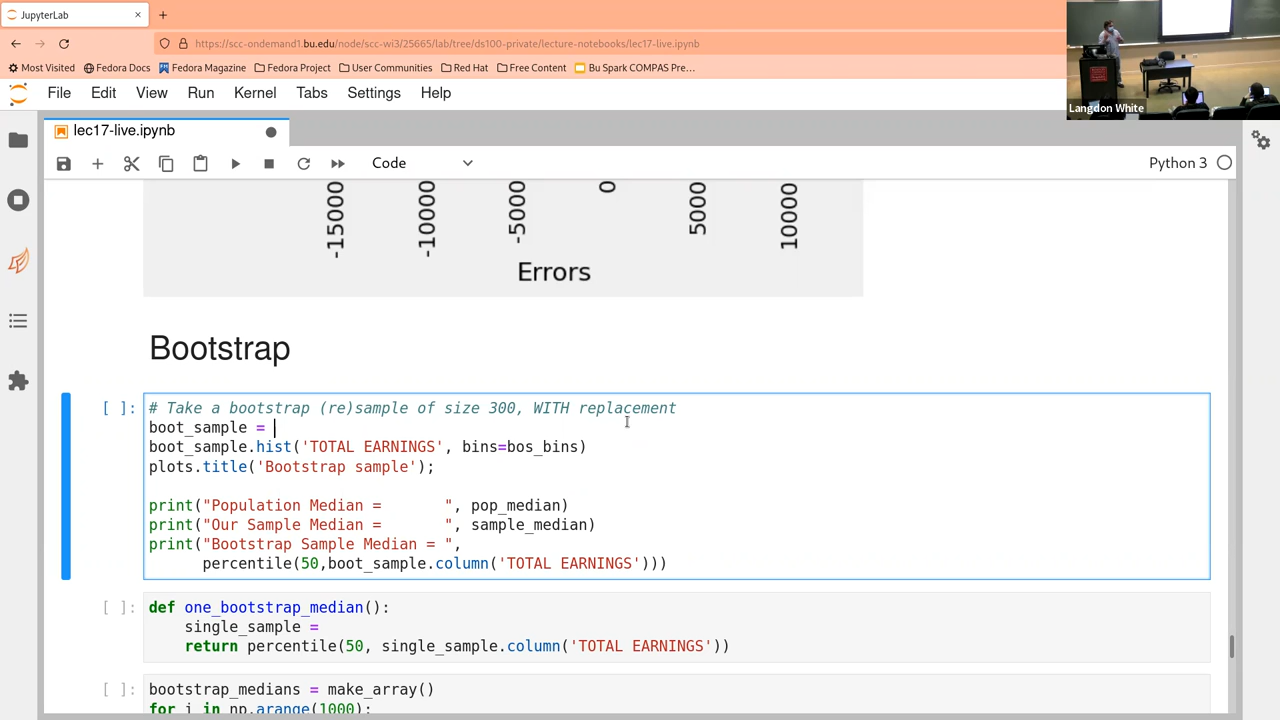 JupyterLab
https://scc-ondemand1.bu.edu/node/scc-wi3/25665/lab/tree/ds100-private/lecture-notebooks/lec17-live.ipynb
Most Visited Fedora Docs Fedora Magazine Fedora Project User Communities Red Hat Free Content Bu Spark COMPAS Pre…
Langdon White
File Edit View Run Kernel Tabs Settings Help
lec17-live.ipynb
Code Python 3
-15000 -10000 -5000 0 5000 10000
Errors
Bootstrap
[ ]: # Take a bootstrap (re)sample of size 300, WITH replacement
boot_sample =
boot_sample.hist('TOTAL EARNINGS', bins=bos_bins)
plots.title('Bootstrap sample');
print("Population Median =       ", pop_median)
print("Our Sample Median =       ", sample_median)
print("Bootstrap Sample Median = ",
percentile(50,boot_sample.column('TOTAL EARNINGS')))
[ ]: def one_bootstrap_median():
single_sample =
return percentile(50, single_sample.column('TOTAL EARNINGS'))
[ ]: bootstrap_medians = make_array()
for i in np.arange(1000):